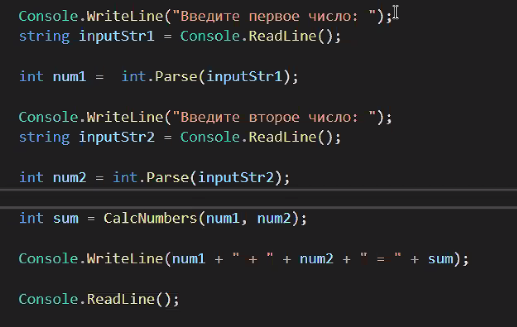 Console.WriteLine("Введите первое число: ");
string inputStr1 = Console.ReadLine();
int num1 =  int.Parse(inputStr1);
Console.WriteLine("Введите второе число: ");
string inputStr2 = Console.ReadLine();
int num2 = int.Parse(inputStr2);
int sum = CalcNumbers(num1, num2);
Console.WriteLine(num1 + " + " + num2 + " = " + sum);
Console.ReadLine();